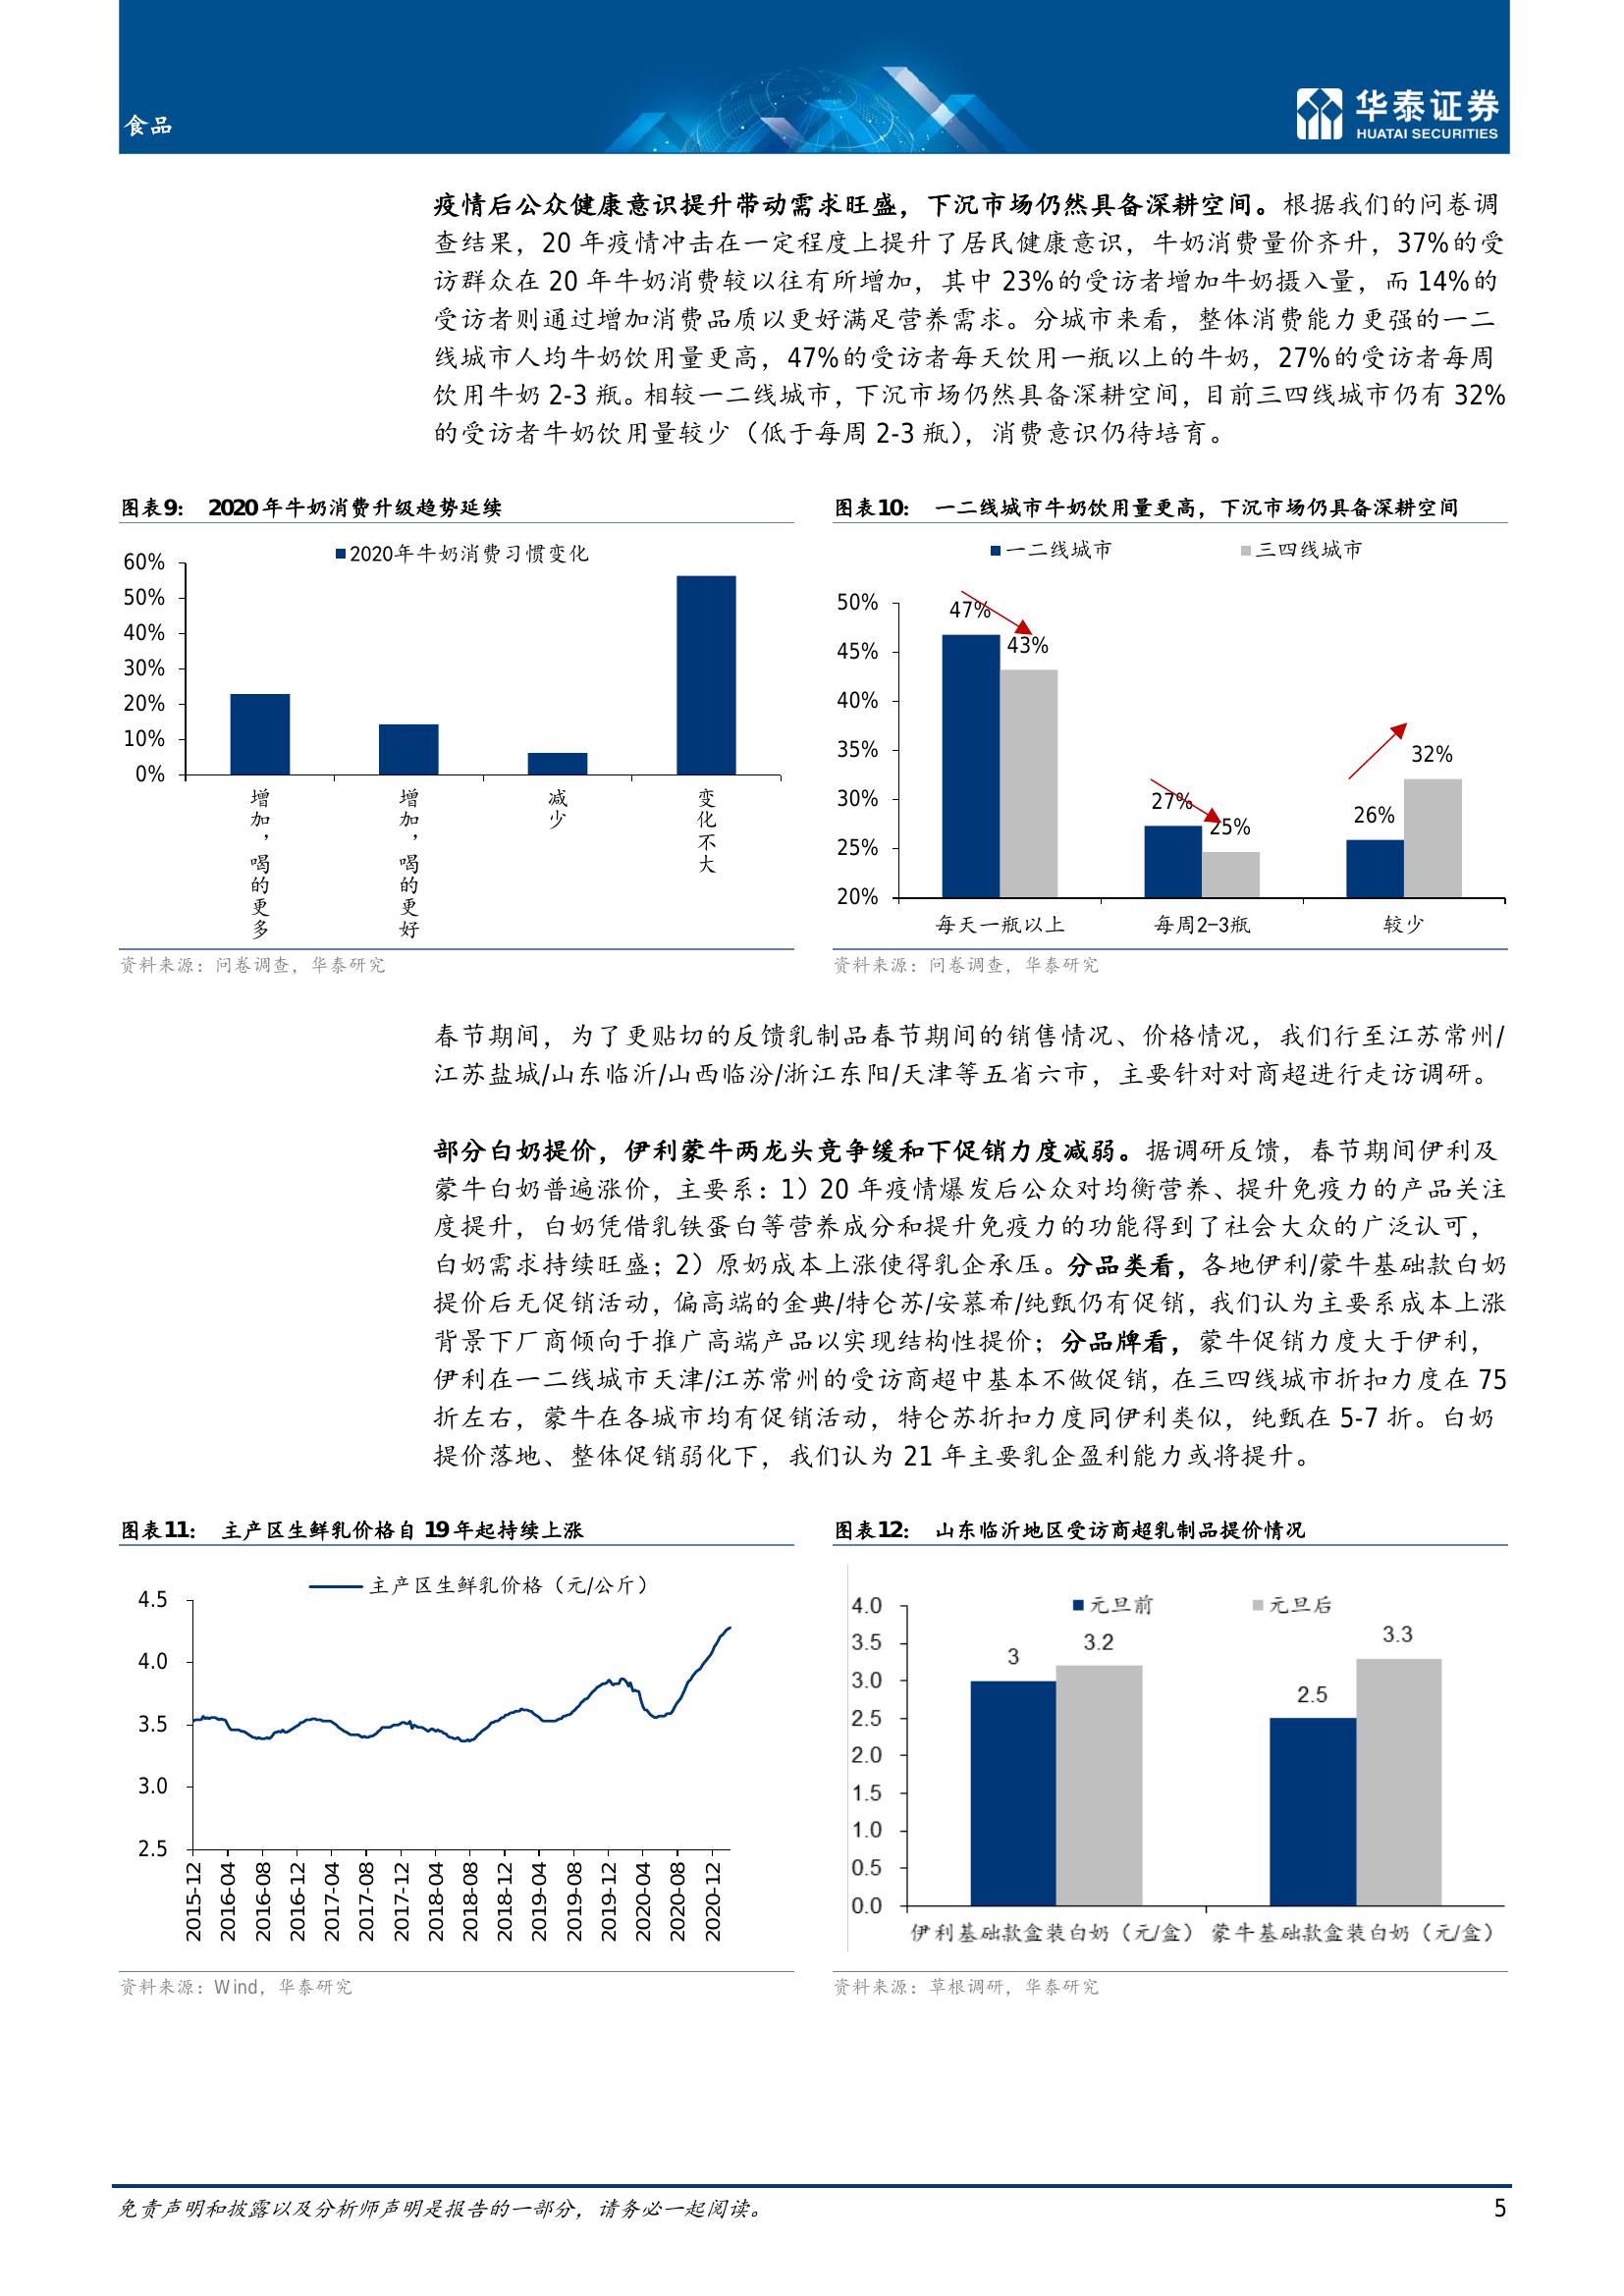 食品
华泰证券
HUATAI SECURITIES
疫情后公众健康意识提升带动需求旺盛，下沉市场仍然具备深耕空间。根据我们的问卷调
查结果，20 年疫情冲击在一定程度上提升了居民健康意识，牛奶消费量价齐升，37%的受
访群众在 20 年牛奶消费较以往有所增加，其中 23%的受访者增加牛奶摄入量，而 14%的
受访者则通过增加消费品质以更好满足营养需求。分城市来看，整体消费能力更强的一二
线城市人均牛奶饮用量更高，47%的受访者每天饮用一瓶以上的牛奶，27%的受访者每周
饮用牛奶 2-3 瓶。相较一二线城市，下沉市场仍然具备深耕空间，目前三四线城市仍有 32%
的受访者牛奶饮用量较少（低于每周 2-3 瓶），消费意识仍待培育。
图表9： 2020 年牛奶消费升级趋势延续
2020年牛奶消费习惯变化
60%
50%
40%
30%
20%
10%
0%
增加，喝的更多
增加，喝的更好
减少
变化不大
资料来源：问卷调查，华泰研究
图表10： 一二线城市牛奶饮用量更高，下沉市场仍具备深耕空间
一二线城市 三四线城市
50%
45%
40%
35%
30%
25%
20%
47%
43%
27%
25%
26%
32%
每天一瓶以上 每周2-3瓶 较少
资料来源：问卷调查，华泰研究
春节期间，为了更贴切的反馈乳制品春节期间的销售情况、价格情况，我们行至江苏常州/
江苏盐城/山东临沂/山西临汾/浙江东阳/天津等五省六市，主要针对对商超进行走访调研。
部分白奶提价，伊利蒙牛两龙头竞争缓和下促销力度减弱。据调研反馈，春节期间伊利及
蒙牛白奶普遍涨价，主要系：1）20 年疫情爆发后公众对均衡营养、提升免疫力的产品关注
度提升，白奶凭借乳铁蛋白等营养成分和提升免疫力的功能得到了社会大众的广泛认可，
白奶需求持续旺盛；2）原奶成本上涨使得乳企承压。分品类看，各地伊利/蒙牛基础款白奶
提价后无促销活动，偏高端的金典/特仑苏/安慕希/纯甄仍有促销，我们认为主要系成本上涨
背景下厂商倾向于推广高端产品以实现结构性提价；分品牌看，蒙牛促销力度大于伊利，
伊利在一二线城市天津/江苏常州的受访商超中基本不做促销，在三四线城市折扣力度在 75
折左右，蒙牛在各城市均有促销活动，特仑苏折扣力度同伊利类似，纯甄在 5-7 折。白奶
提价落地、整体促销弱化下，我们认为 21 年主要乳企盈利能力或将提升。
图表11： 主产区生鲜乳价格自 19 年起持续上涨
主产区生鲜乳价格（元/公斤）
4.5
4.0
3.5
3.0
2.5
2015-12
2016-04
2016-08
2016-12
2017-04
2017-08
2017-12
2018-04
2018-08
2018-12
2019-04
2019-08
2019-12
2020-04
2020-08
2020-12
资料来源：Wind，华泰研究
图表12： 山东临沂地区受访商超乳制品提价情况
元旦前 元旦后
4.0
3.5
3.0
2.5
2.0
1.5
1.0
0.5
0.0
3
3.2
2.5
3.3
伊利基础款盒装白奶（元/盒） 蒙牛基础款盒装白奶（元/盒）
资料来源：草根调研，华泰研究
免责声明和披露以及分析师声明是报告的一部分，请务必一起阅读。 5